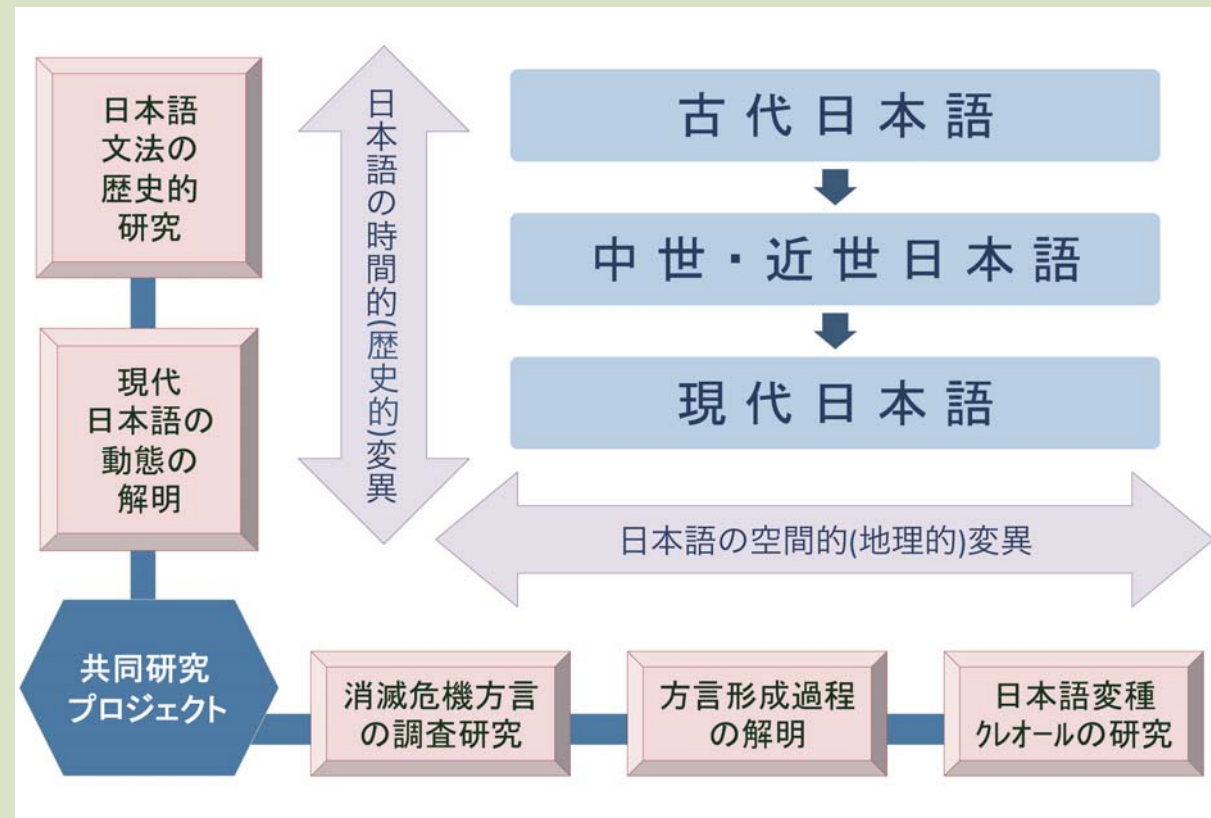 日本語
文法の
歴史的
研究
現代
日本語の
動態の
解明
共同研究
プロジェクト
日本語の時間的(歴史的)変異
古代日本語
中世・近世日本語
現代日本語
日本語の空間的(地理的)変異
消滅危機方言
の調査研究
方言形成過程
の解明
日本語変種
クレオールの研究